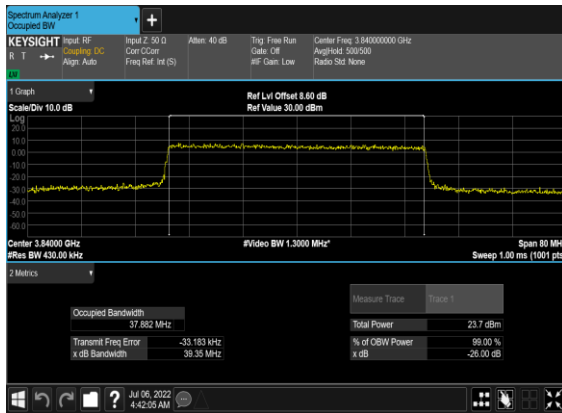 Spectrum Analyzer 1
Occupied BW
KEYSIGHT
R T
LXI
Input: RF
Coupling: DC
Align: Auto
Input Z: 50 Ω
Corr CCorr
Freq Ref: Int (S)
Atten: 40 dB
Trig: Free Run
Gate: Off
#IF Gain: Low
Center Freq: 3.840000000 GHz
Avg|Hold: 500/500
Radio Std: None
1 Graph
Scale/Div 10.0 dB
Ref Lvl Offset 8.60 dB
Ref Value 30.00 dBm
Log
20.0
10.0
0.00
-10.0
-20.0
-30.0
-40.0
-50.0
-60.0
Center 3.84000 GHz
#Res BW 430.00 kHz
#Video BW 1.3000 MHz*
Span 80 MH
Sweep 1.00 ms (1001 pts
2 Metrics
Measure Trace
Trace 1
Occupied Bandwidth
37.882 MHz
Total Power
23.7 dBm
Transmit Freq Error
-33.183 kHz
% of OBW Power
99.00 %
x dB Bandwidth
39.35 MHz
x dB
-26.00 dB
?
Jul 06, 2022
4:42:05 AM